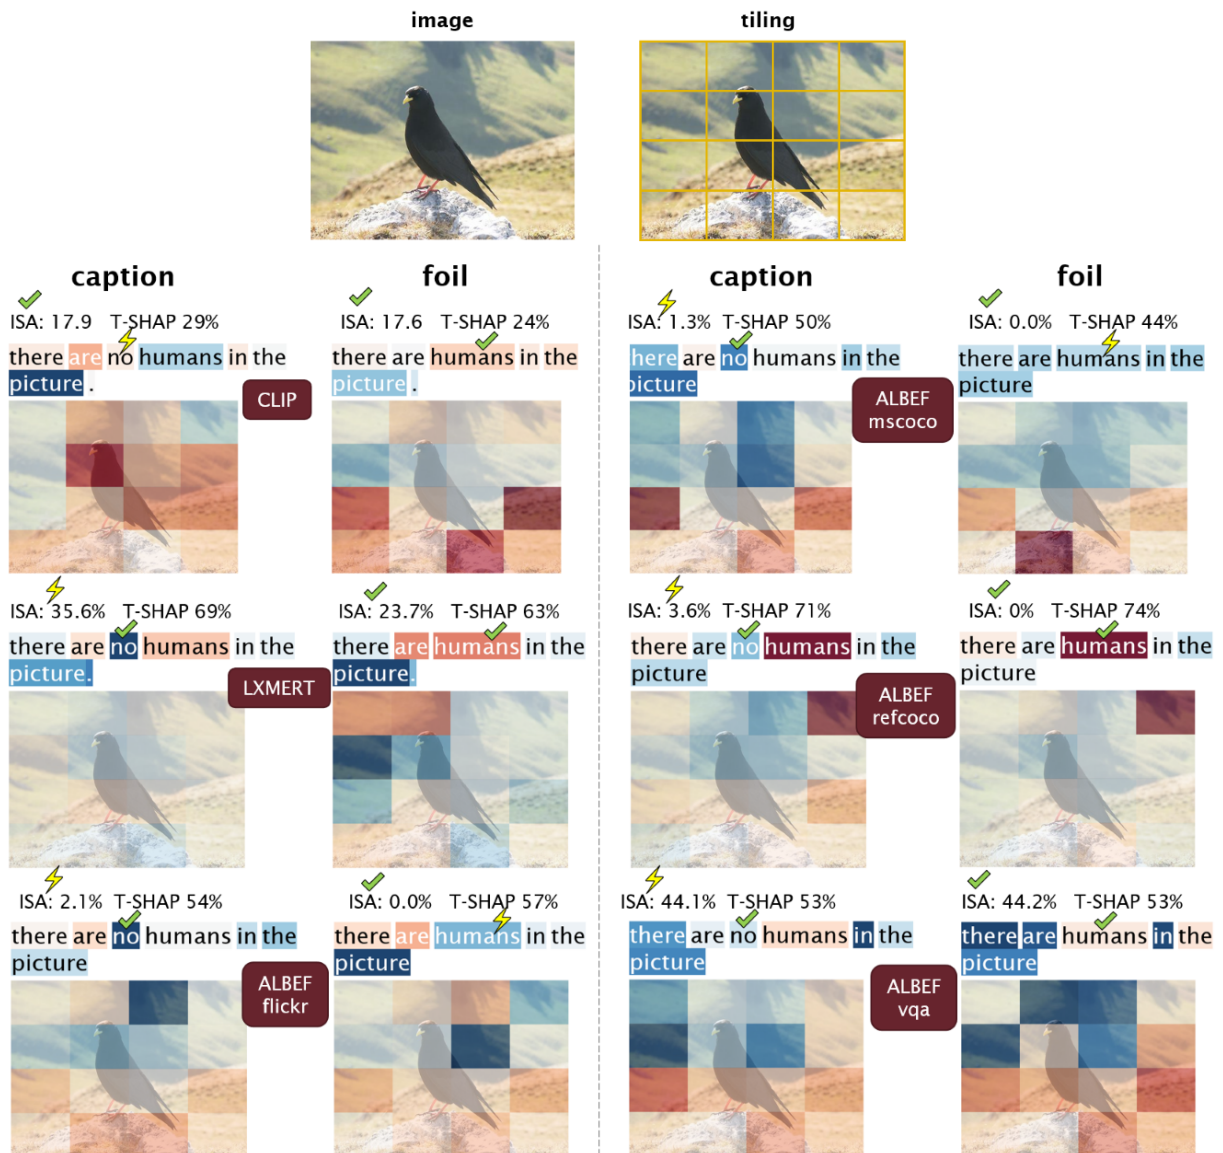 image
tiling
caption
foil
caption
foil
ISA: 17.9 T-SHAP 29%
there are no humans in the
picture .
CLIP
ISA: 17.6 T-SHAP 24%
there are humans in the
picture .
ISA: 1.3% T-SHAP 50%
here are no humans in the
picture
ALBEF
mscoco
ISA: 0.0% T-SHAP 44%
there are humans in the
picture
ISA: 35.6% T-SHAP 69%
there are no humans in the
picture.
LXMERT
ISA: 23.7% T-SHAP 63%
there are humans in the
picture.
ISA: 3.6% T-SHAP 71%
there are no humans in the
picture
ALBEF
refcoco
ISA: 0% T-SHAP 74%
there are humans in the
picture
ISA: 2.1% T-SHAP 54%
there are no humans in the
picture
ALBEF
flickr
ISA: 0.0% T-SHAP 57%
there are humans in the
picture
ISA: 44.1% T-SHAP 53%
there are no humans in the
picture
ALBEF
vqa
ISA: 44.2% T-SHAP 53%
there are humans in the
picture